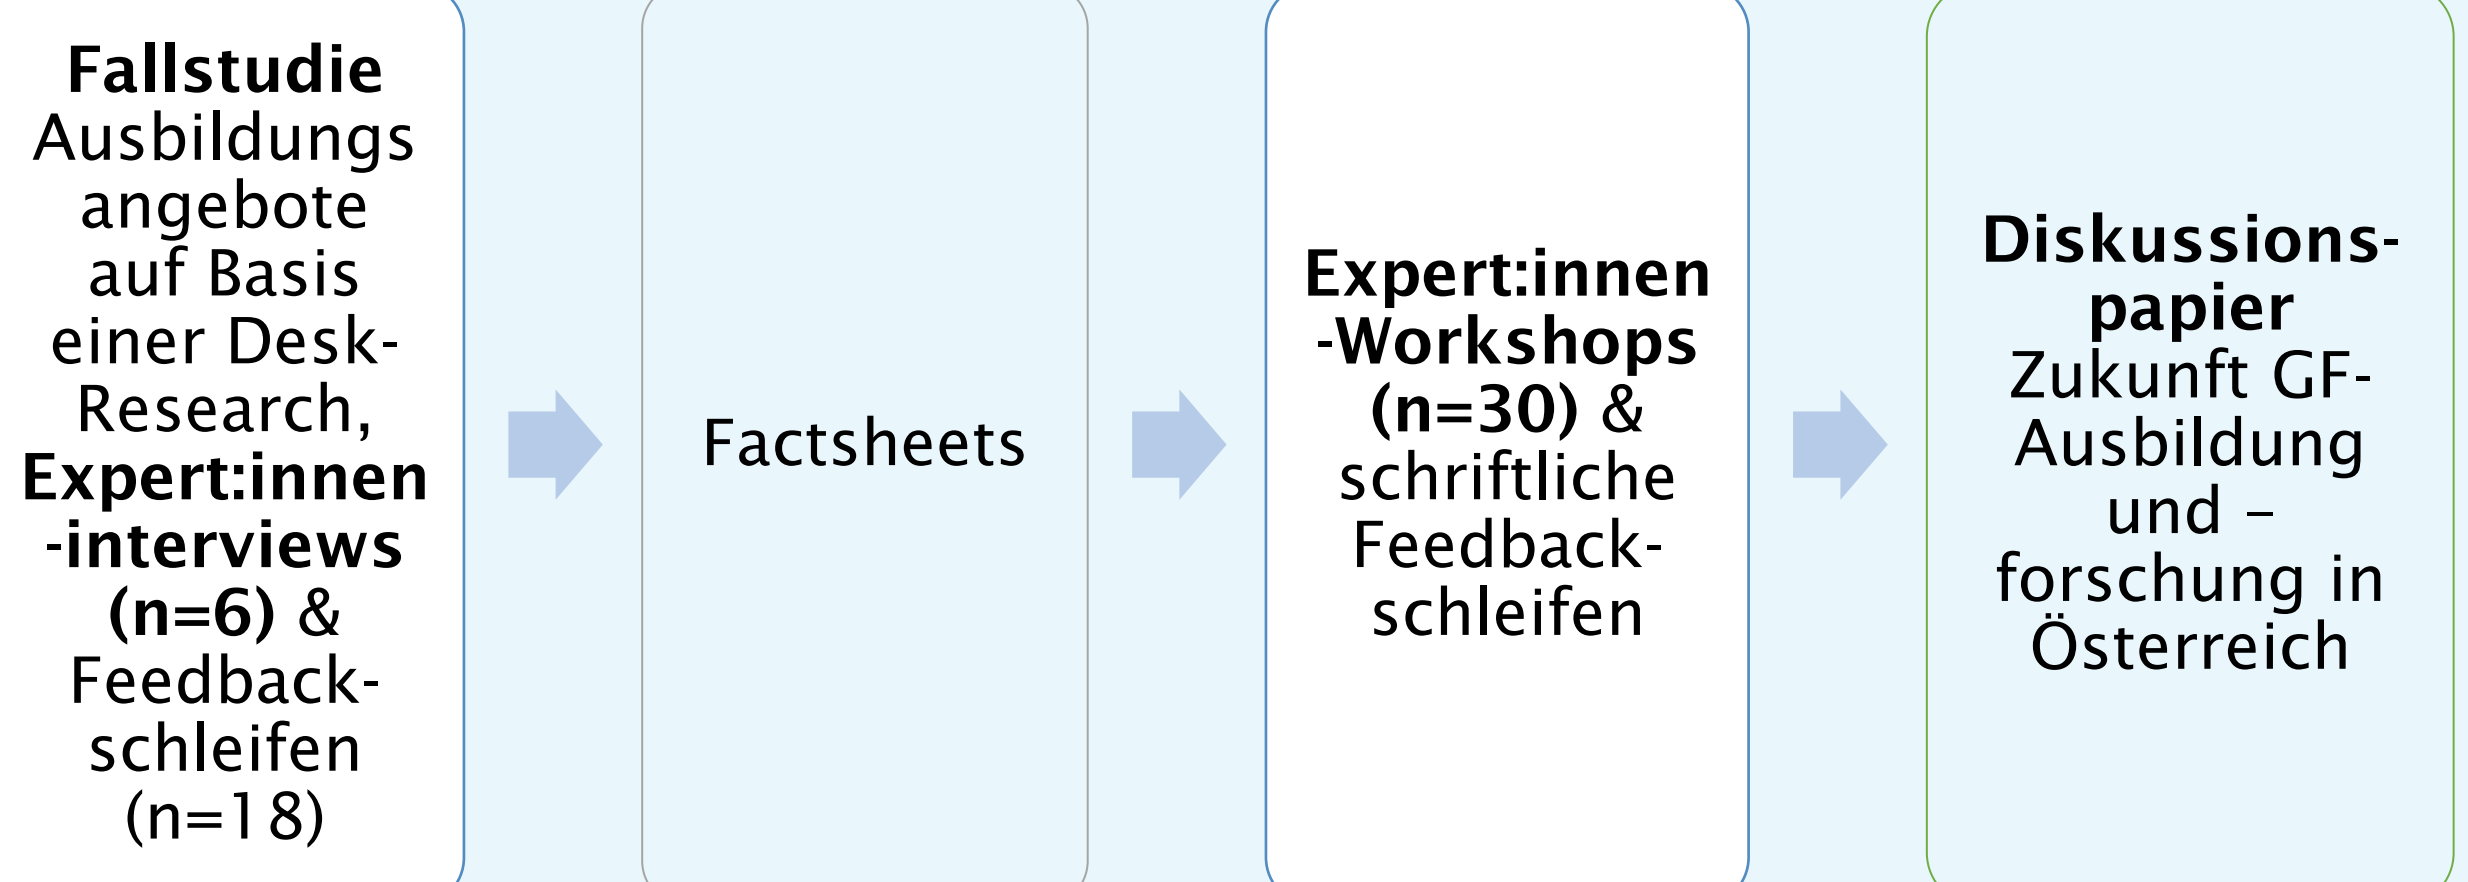 Fallstudie
Ausbildungs
angebote
auf Basis
einer Desk-
Research,
Expert:innen
-interviews
(n=6) &
Feedback-
schleifen
(n=18)
Factsheets
Expert:innen
-Workshops
(n=30) &
schriftliche
Feedback-
schleifen
Diskussions-
papier
Zukunft GF-
Ausbildung
und –
forschung in
Österreich